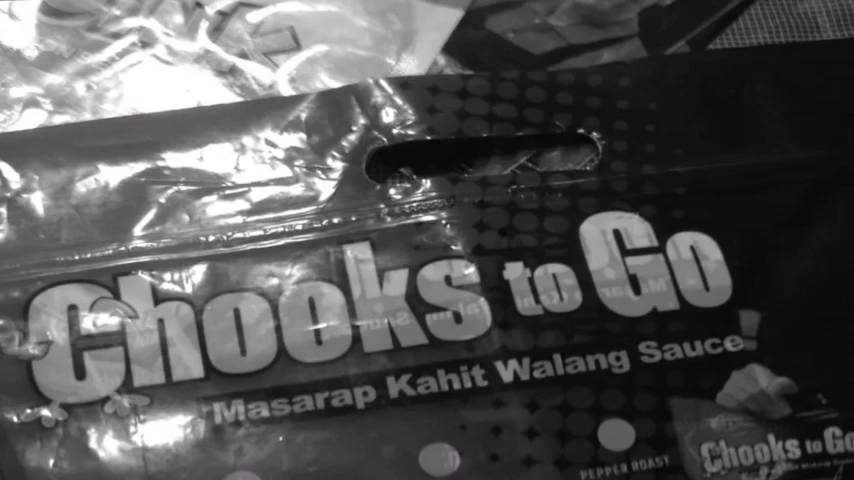 Chooks to Go
Masarap Kahit Walang Sauce!
PEPPER ROAST
Chooks to Go